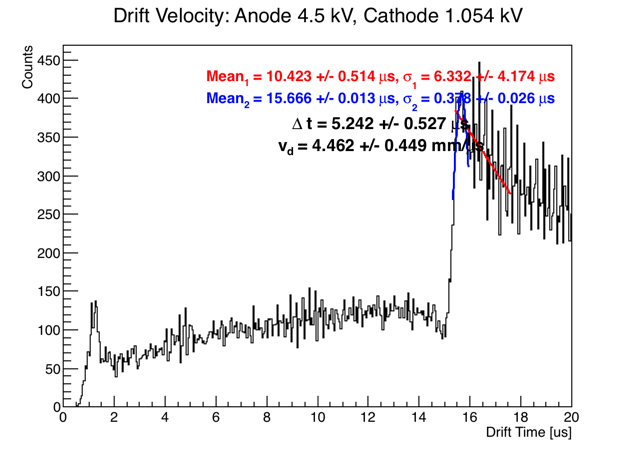 Drift Velocity: Anode 4.5 kV, Cathode 1.054 kV
Counts
Mean1 = 10.423 +/- 0.514 μs, σ1 = 6.332 +/- 4.174 μs
Mean2 = 15.666 +/- 0.013 μs, σ2 = 0.378 +/- 0.026 μs
Δ t = 5.242 +/- 0.527 μs
vd = 4.462 +/- 0.449 mm/μs
450
400
350
300
250
200
150
100
50
0
0 2 4 6 8 10 12 14 16 18 20
Drift Time [us]